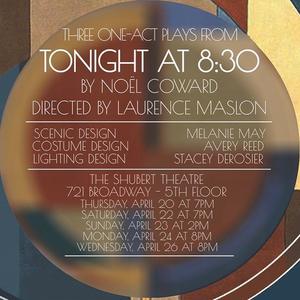 THREE ONE-ACT PLAYS FROM
TONIGHT AT 8:30
BY NOËL COWARD
DIRECTED BY LAURENCE MASLON
SCENIC DESIGN MELANIE MAY
COSTUME DESIGN AVERY REED
LIGHTING DESIGN STACEY DEROSIER
THE SHUBERT THEATRE
721 BROADWAY - 5TH FLOOR
THURSDAY, APRIL 20 AT 7PM
SATURDAY, APRIL 22 AT 7PM
SUNDAY, APRIL 23 AT 2PM
MONDAY, APRIL 24 AT 8PM
WEDNESDAY, APRIL 26 AT 8PM